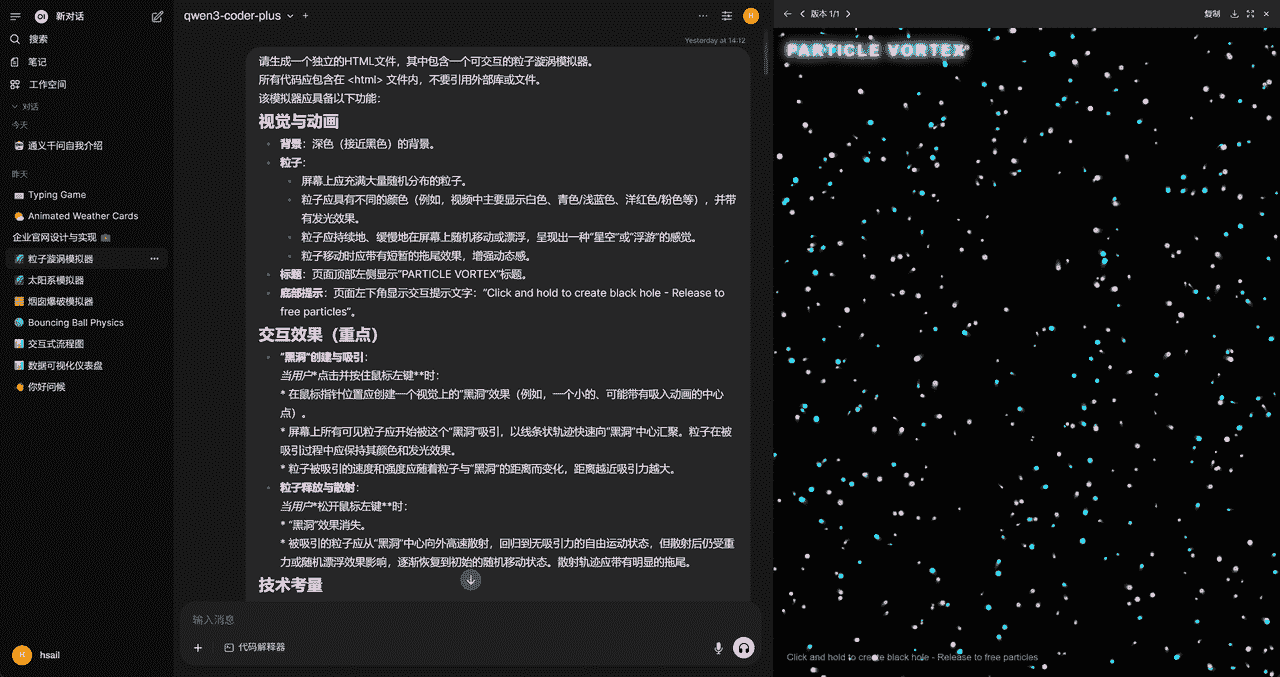 新对话
搜索
笔记
工作空间
对话
今天
通义千问自我介绍
昨天
Typing Game
Animated Weather Cards
企业官网设计与实现
粒子漩涡模拟器
太阳系模拟器
烟囱爆破模拟器
Bouncing Ball Physics
交互式流程图
数据可视化仪表盘
你好问候
hsail
qwen3-coder-plus
Yesterday at 14:12
请生成一个独立的HTML文件，其中包含一个可交互的粒子漩涡模拟器。
所有代码应包含在 <html> 文件内，不要引用外部库或文件。
该模拟器应具备以下功能：
视觉与动画
背景：深色（接近黑色）的背景。
粒子：
屏幕上应充满大量随机分布的粒子。
粒子应具有不同的颜色（例如，视频中主要显示白色、青色/浅蓝色、洋红色/粉色等），并带
有发光效果。
粒子应持续地、缓慢地在屏幕上随机移动或漂浮，呈现出一种“星空”或“浮游”的感觉。
粒子移动时应带有短暂的拖尾效果，增强动态感。
标题：页面顶部左侧显示“PARTICLE VORTEX”标题。
底部提示：页面左下角显示交互提示文字：“Click and hold to create black hole - Release to
free particles”。
交互效果（重点）
“黑洞”创建与吸引：
当用户*点击并按住鼠标左键**时：
* 在鼠标指针位置应创建一个视觉上的“黑洞”效果（例如，一个小的、可能带有吸入动画的中心
点）。
* 屏幕上所有可见粒子应开始被这个“黑洞”吸引，以线条状轨迹快速向“黑洞”中心汇聚。粒子在被
吸引过程中应保持其颜色和发光效果。
* 粒子被吸引的速度和强度应随着粒子与“黑洞”的距离而变化，距离越近吸引力越大。
粒子释放与散射：
当用户*松开鼠标左键**时：
* “黑洞”效果消失。
* 被吸引的粒子应从“黑洞”中心向外高速散射，回归到无吸引力的自由运动状态，但散射后仍受重
力或随机漂浮效果影响，逐渐恢复到初始的随机移动状态。散射轨迹应带有明显的拖尾。
技术考量
输入消息
代码解释器
版本 1/1
复制
PARTICLE VORTEX
Click and hold to create black hole - Release to free particles